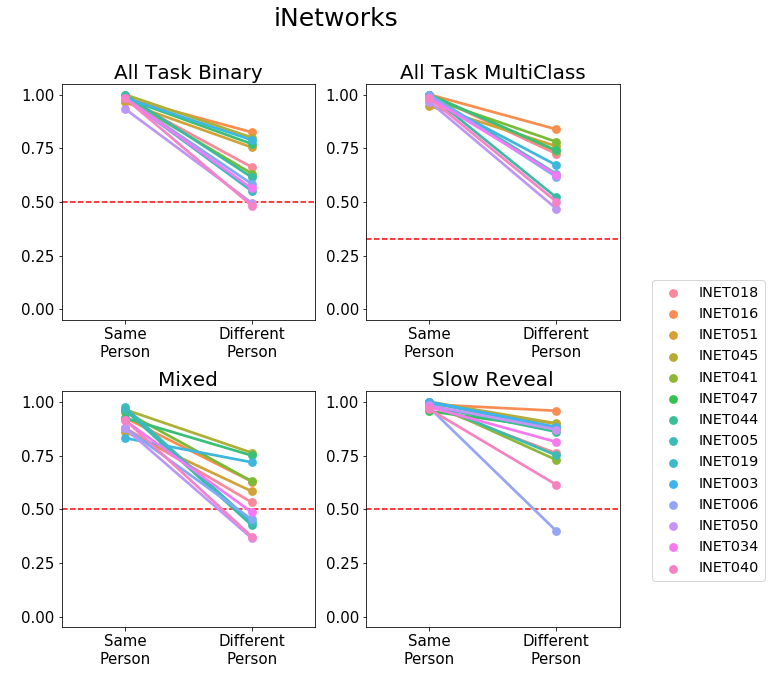 iNetworks
All Task Binary
1.00
0.75
0.50
0.25
0.00
Same
Person
Different
Person
All Task MultiClass
1.00
0.75
0.50
0.25
0.00
Same
Person
Different
Person
Mixed
1.00
0.75
0.50
0.25
0.00
Same
Person
Different
Person
Slow Reveal
1.00
0.75
0.50
0.25
0.00
Same
Person
Different
Person
INET018
INET016
INET051
INET045
INET041
INET047
INET044
INET005
INET019
INET003
INET006
INET050
INET034
INET040